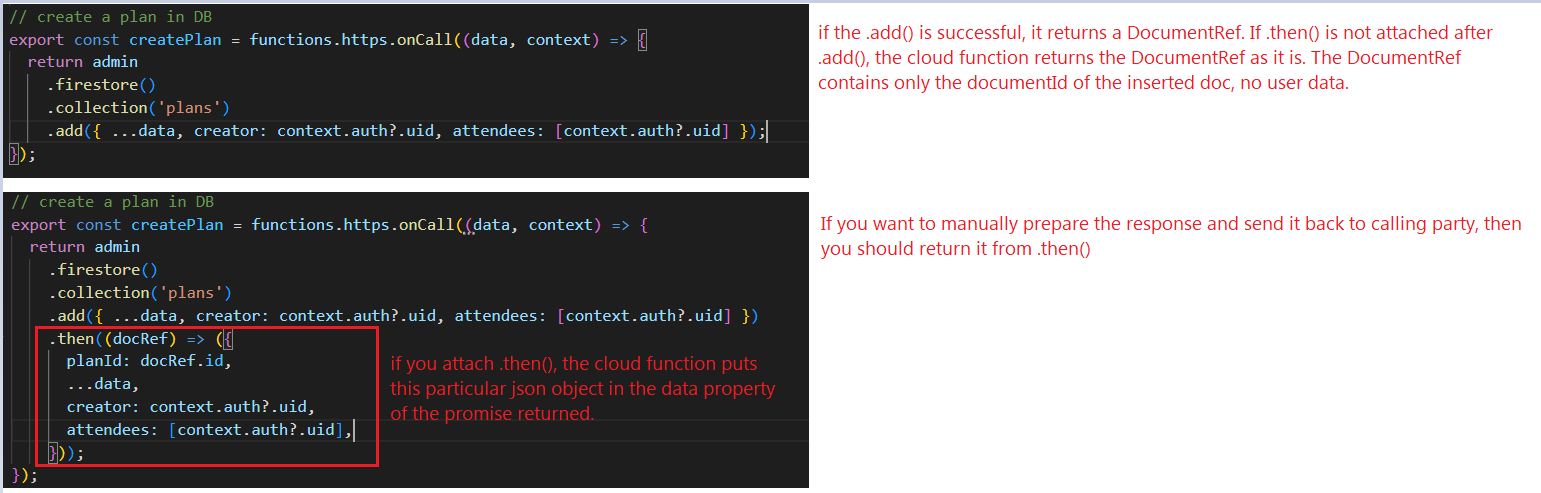 // create a plan in DB
export const createPlan = functions.https.onCall((data, context) => {
  return admin
    .firestore()
    .collection('plans')
    .add({ ...data, creator: context.auth?.uid, attendees: [context.auth?.uid] });
});
if the .add() is successful, it returns a DocumentRef. If .then() is not attached after
.add(), the cloud function returns the DocumentRef as it is. The DocumentRef
contains only the documentId of the inserted doc, no user data.
// create a plan in DB
export const createPlan = functions.https.onCall((data, context) => {
  return admin
    .firestore()
    .collection('plans')
    .add({ ...data, creator: context.auth?.uid, attendees: [context.auth?.uid] })
    .then((docRef) => ({
      planId: docRef.id,
      ...data,
      creator: context.auth?.uid,
      attendees: [context.auth?.uid],
    }));
});
if you attach .then(), the cloud function puts
this particular json object in the data property
of the promise returned.
If you want to manually prepare the response and send it back to calling party, then
you should return it from .then()